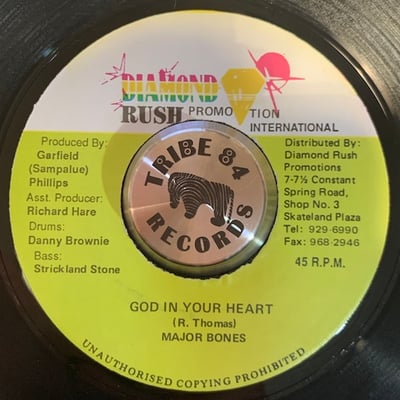 DIAMOND
RUSH PROMOTION
INTERNATIONAL
Produced By:
Garfield
(Sampalue)
Phillips
Asst. Producer:
Richard Hare
Drums:
Danny Brownie
Bass:
Strickland Stone
TRIBE 84
RECORDS
Distributed By:
Diamond Rush
Promotions
7-7½ Constant
Spring Road,
Shop No. 3
Skateland Plaza
Tel: 929-6990
Fax: 968-2946
45 R.P.M.
GOD IN YOUR HEART
(R. Thomas)
MAJOR BONES
UNAUTHORISED COPYING PROHIBITED